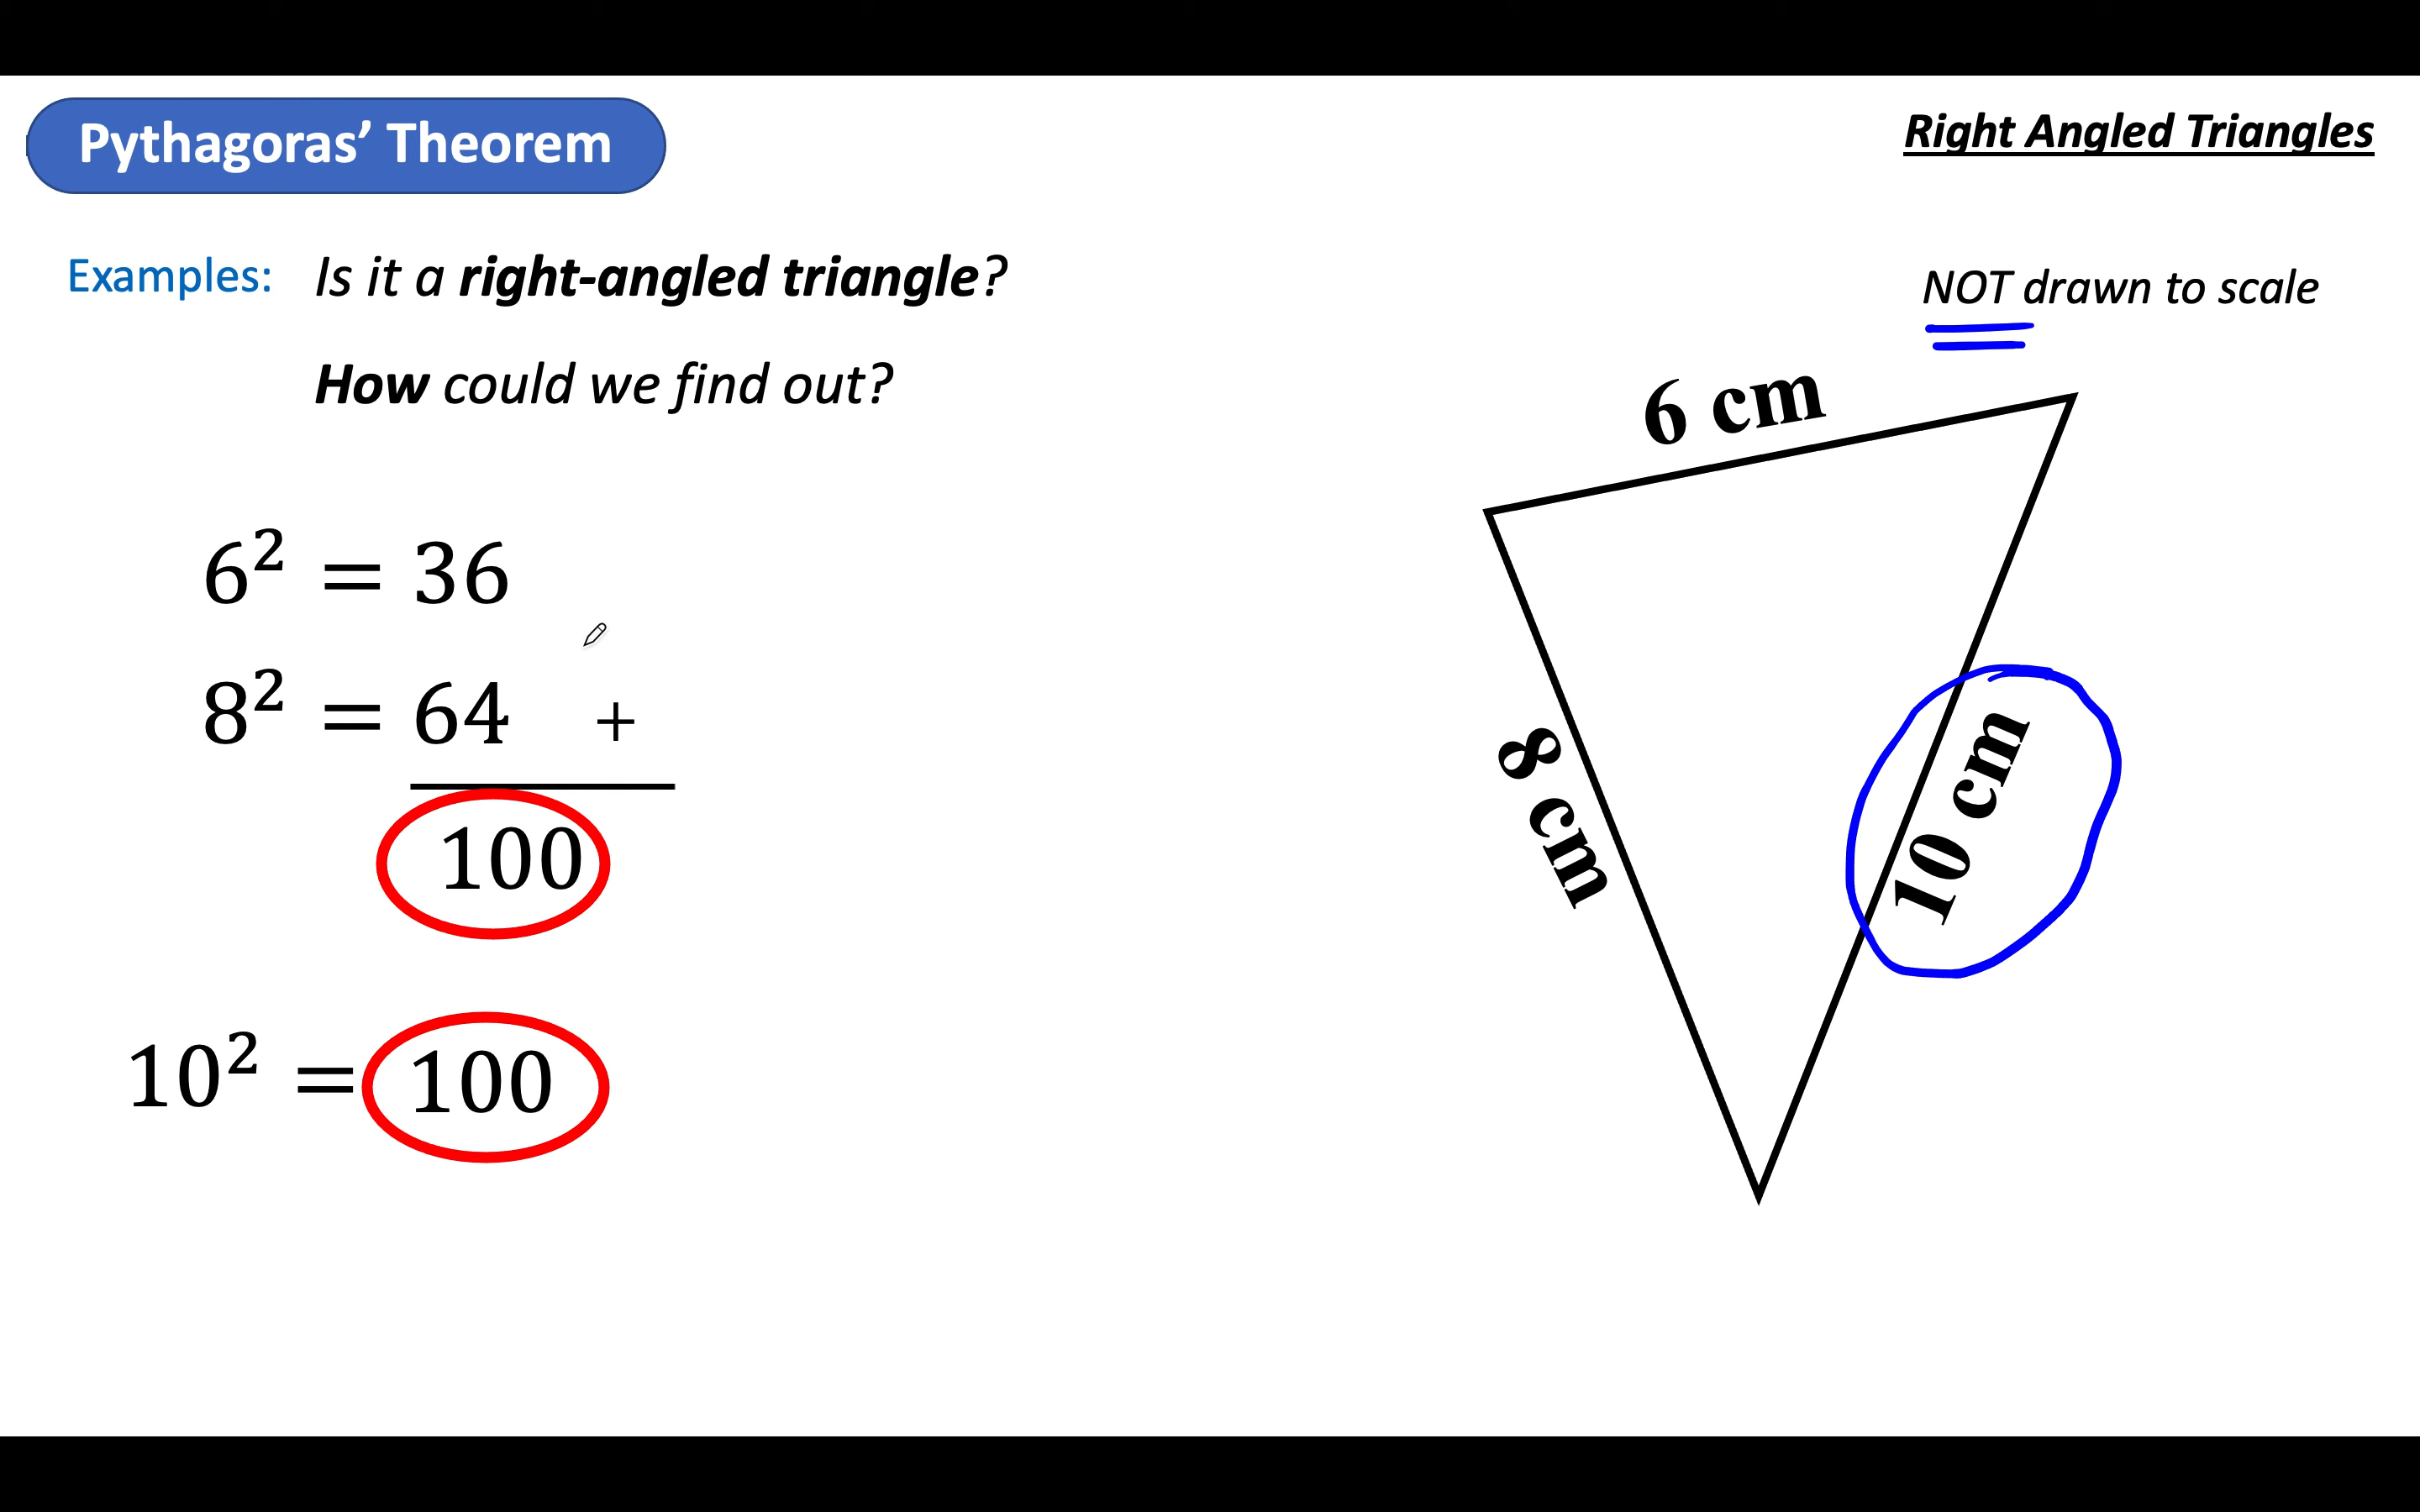 Pythagoras’ Theorem
Right Angled Triangles
Examples: Is it a right-angled triangle?
NOT drawn to scale
How could we find out?
6 cm
6² = 36
8² = 64 +
100
8 cm
10 cm
10² = 100